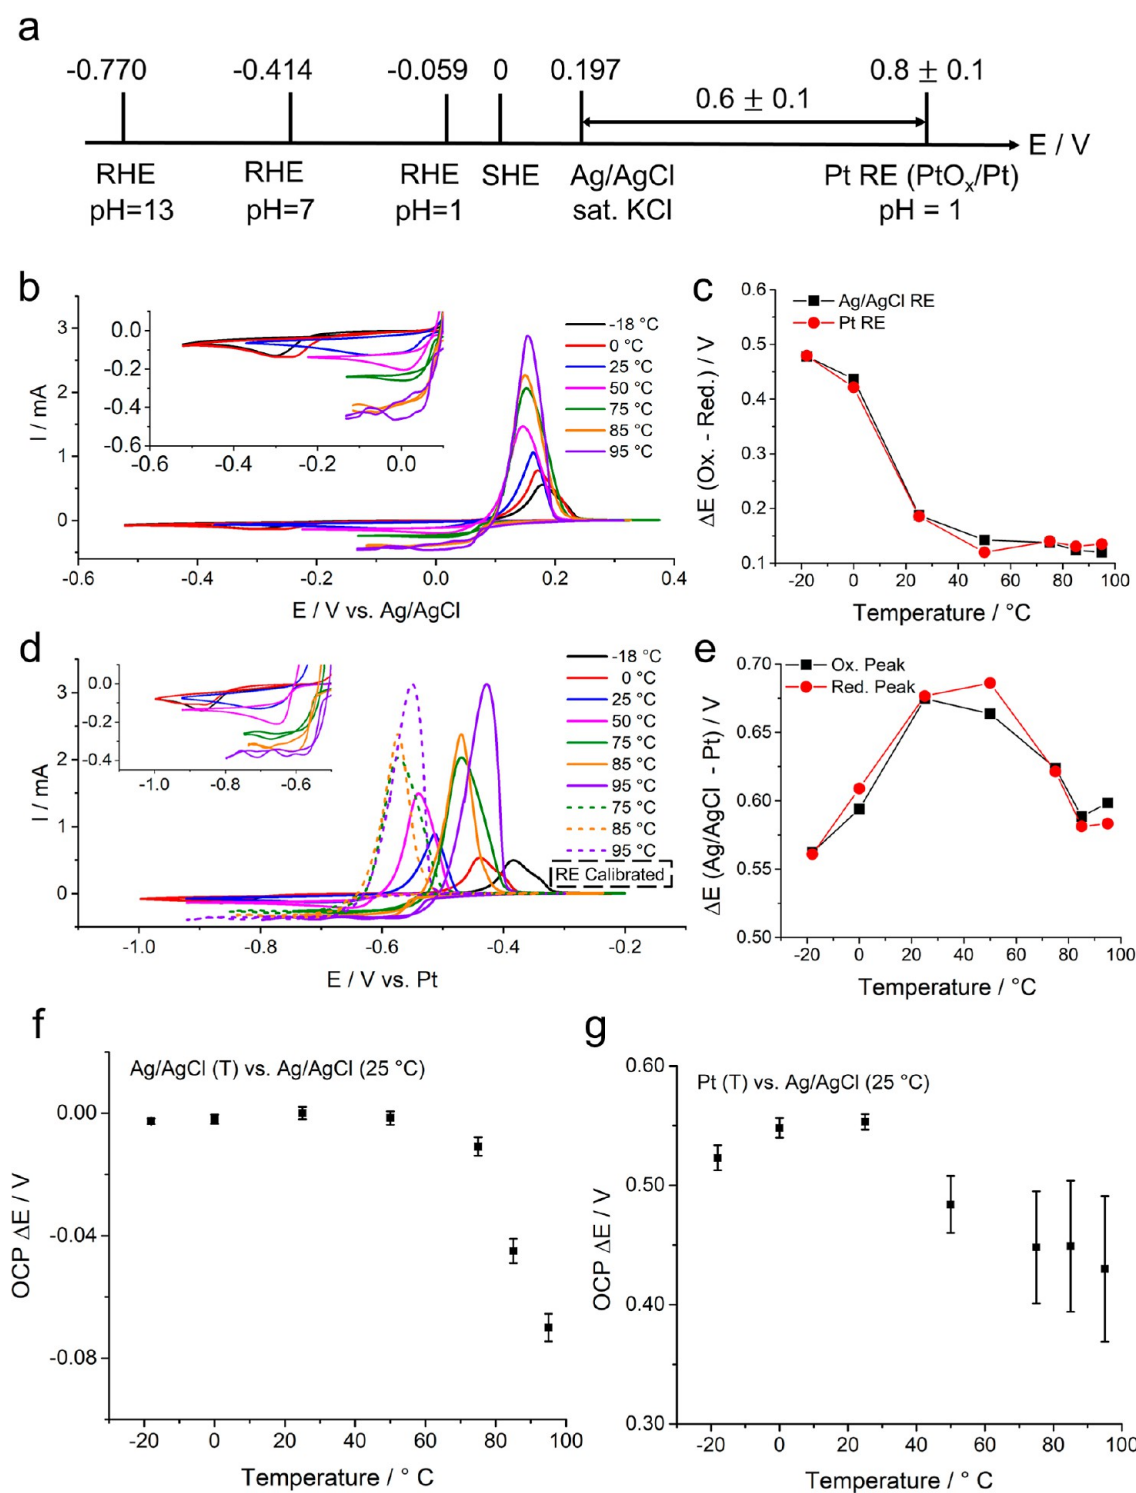 a
-0.770 -0.414 -0.059 0 0.197 0.8 ± 0.1
0.6 ± 0.1
E / V
RHE RHE RHE SHE Ag/AgCl Pt RE (PtOₓ/Pt)
pH=13 pH=7 pH=1 sat. KCl pH = 1
b
3
2
1
0
I / mA
0.0
-0.2
-0.4
-0.6
-0.6 -0.4 -0.2 0.0
-18 °C
0 °C
25 °C
50 °C
75 °C
85 °C
95 °C
-0.6 -0.4 -0.2 0.0 0.2 0.4
E / V vs. Ag/AgCl
c
0.6
0.5
0.4
0.3
0.2
0.1
ΔE (Ox. - Red.) / V
Ag/AgCl RE
Pt RE
-20 0 20 40 60 80 100
Temperature / °C
d
3
2
1
0
I / mA
0.0
-0.2
-0.4
-1.0 -0.8 -0.6
-18 °C
0 °C
25 °C
50 °C
75 °C
85 °C
95 °C
75 °C
85 °C
95 °C
RE Calibrated
-1.0 -0.8 -0.6 -0.4 -0.2
E / V vs. Pt
e
0.70
0.65
0.60
0.55
0.50
ΔE (Ag/AgCl - Pt) / V
Ox. Peak
Red. Peak
-20 0 20 40 60 80 100
Temperature / °C
f
Ag/AgCl (T) vs. Ag/AgCl (25 °C)
0.00
-0.04
-0.08
OCP ΔE / V
-20 0 20 40 60 80 100
Temperature / ° C
g
0.60
0.50
0.40
0.30
Pt (T) vs. Ag/AgCl (25 °C)
OCP ΔE / V
-20 0 20 40 60 80 100
Temperature / ° C